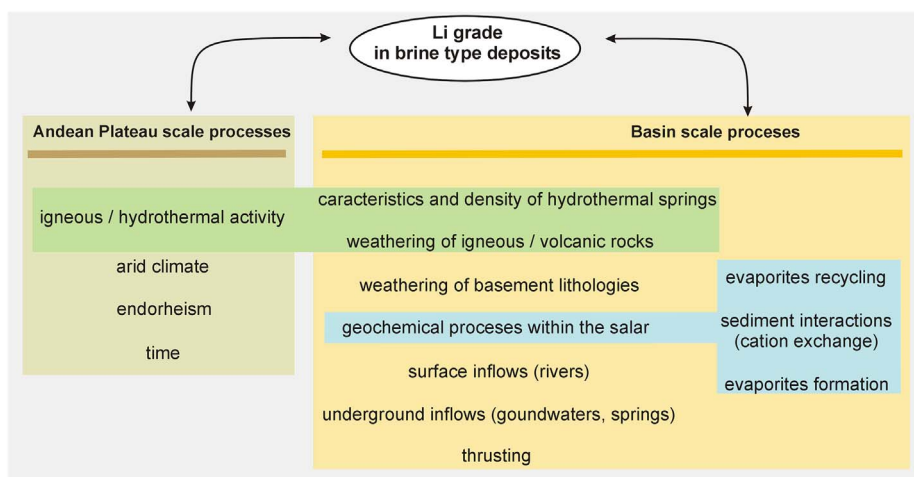 Li grade
in brine type deposits
Andean Plateau scale processes
Basin scale proceses
igneous / hydrothermal activity
caracteristics and density of hydrothermal springs
weathering of igneous / volcanic rocks
arid climate
endorheism
time
weathering of basement lithologies
geochemical proceses within the salar
surface inflows (rivers)
underground inflows (goundwaters, springs)
thrusting
evaporites recycling
sediment interactions
(cation exchange)
evaporites formation